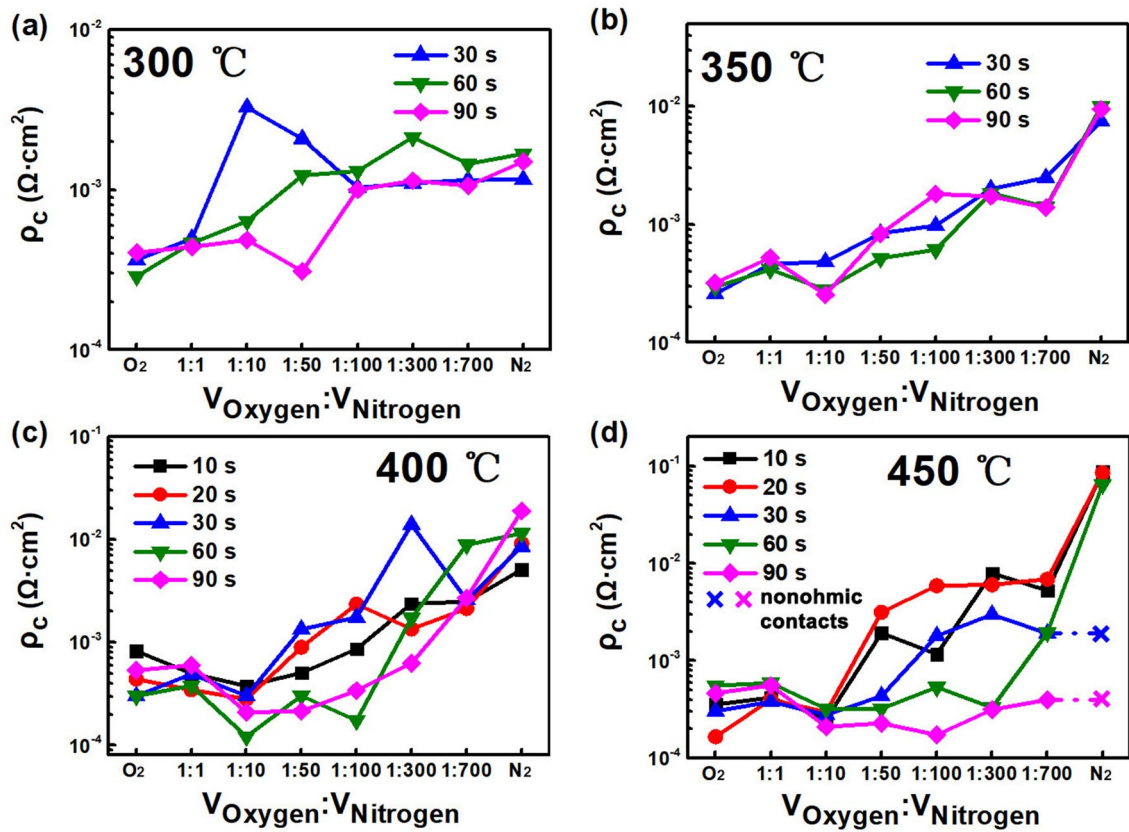 (a)
300 ℃
30 s
60 s
90 s
10⁻²
10⁻³
10⁻⁴
ρC (Ω·cm²)
O2 1:1 1:10 1:50 1:100 1:300 1:700 N2
VOxygen:VNitrogen
(b)
350 ℃
30 s
60 s
90 s
10⁻²
10⁻³
10⁻⁴
ρC (Ω·cm²)
O2 1:1 1:10 1:50 1:100 1:300 1:700 N2
VOxygen:VNitrogen
(c)
400 ℃
10 s
20 s
30 s
60 s
90 s
10⁻¹
10⁻²
10⁻³
10⁻⁴
ρC (Ω·cm²)
O2 1:1 1:10 1:50 1:100 1:300 1:700 N2
VOxygen:VNitrogen
(d)
450 ℃
10 s
20 s
30 s
60 s
90 s
nonohmic
contacts
10⁻¹
10⁻²
10⁻³
10⁻⁴
ρC (Ω·cm²)
O2 1:1 1:10 1:50 1:100 1:300 1:700 N2
VOxygen:VNitrogen